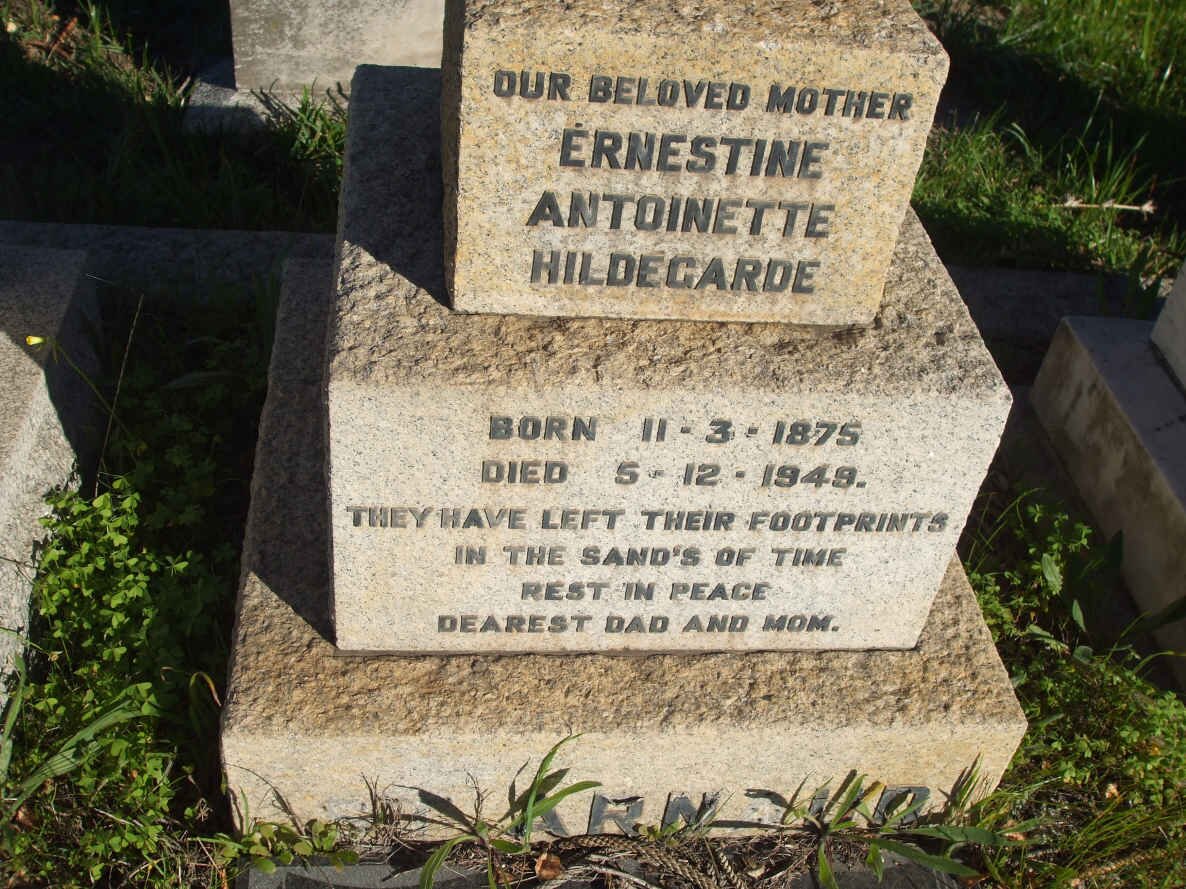 OUR BELOVED MOTHER
ERNESTINE
ANTOINETTE
HILDEGARDE
BORN 11-3-1875
DIED 5-12-1949.
THEY HAVE LEFT THEIR FOOTPRINTS
IN THE SAND'S OF TIME
REST IN PEACE
DEAREST DAD AND MOM.